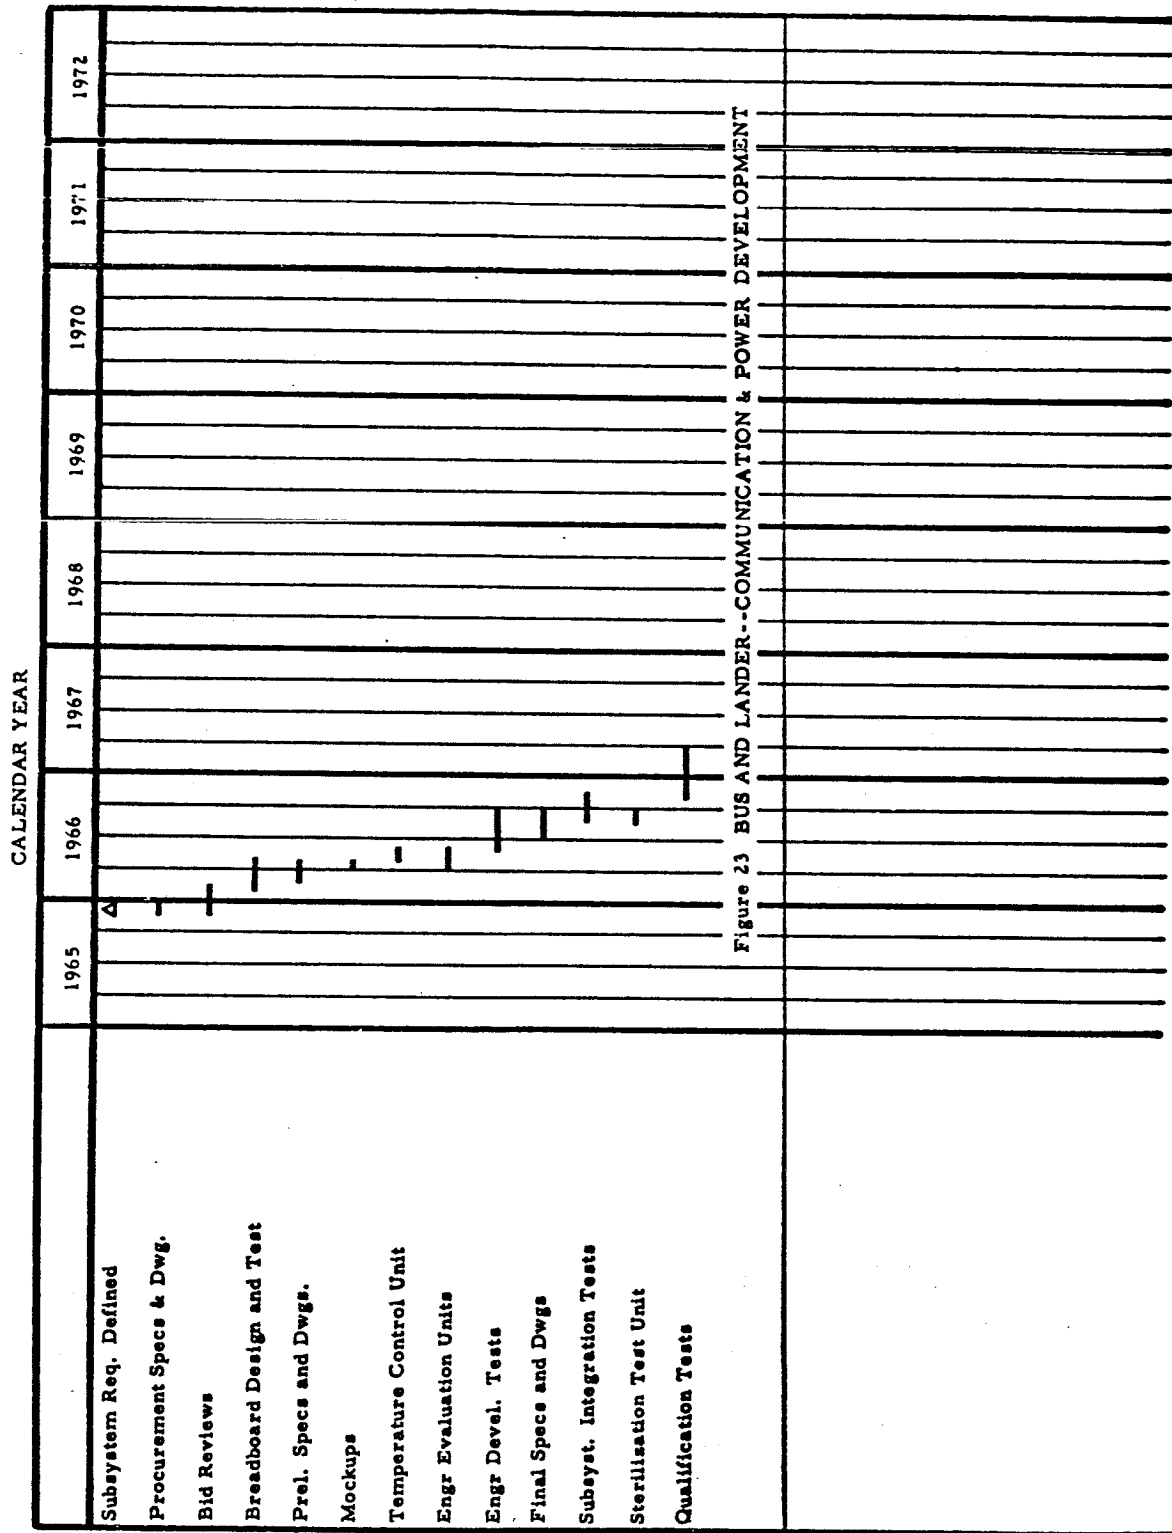 CALENDAR YEAR
1965 1966 1967 1968 1969 1970 1971 1972
Subsystem Req. Defined
Procurement Specs & Dwg.
Bid Reviews
Breadboard Design and Test
Prel. Specs and Dwgs.
Mockups
Temperature Control Unit
Engr Evaluation Units
Engr Devel. Tests
Final Specs and Dwgs
Subsyst. Integration Tests
Sterilization Test Unit
Qualification Tests
Figure 23 BUS AND LANDER--COMMUNICATION & POWER DEVELOPMENT